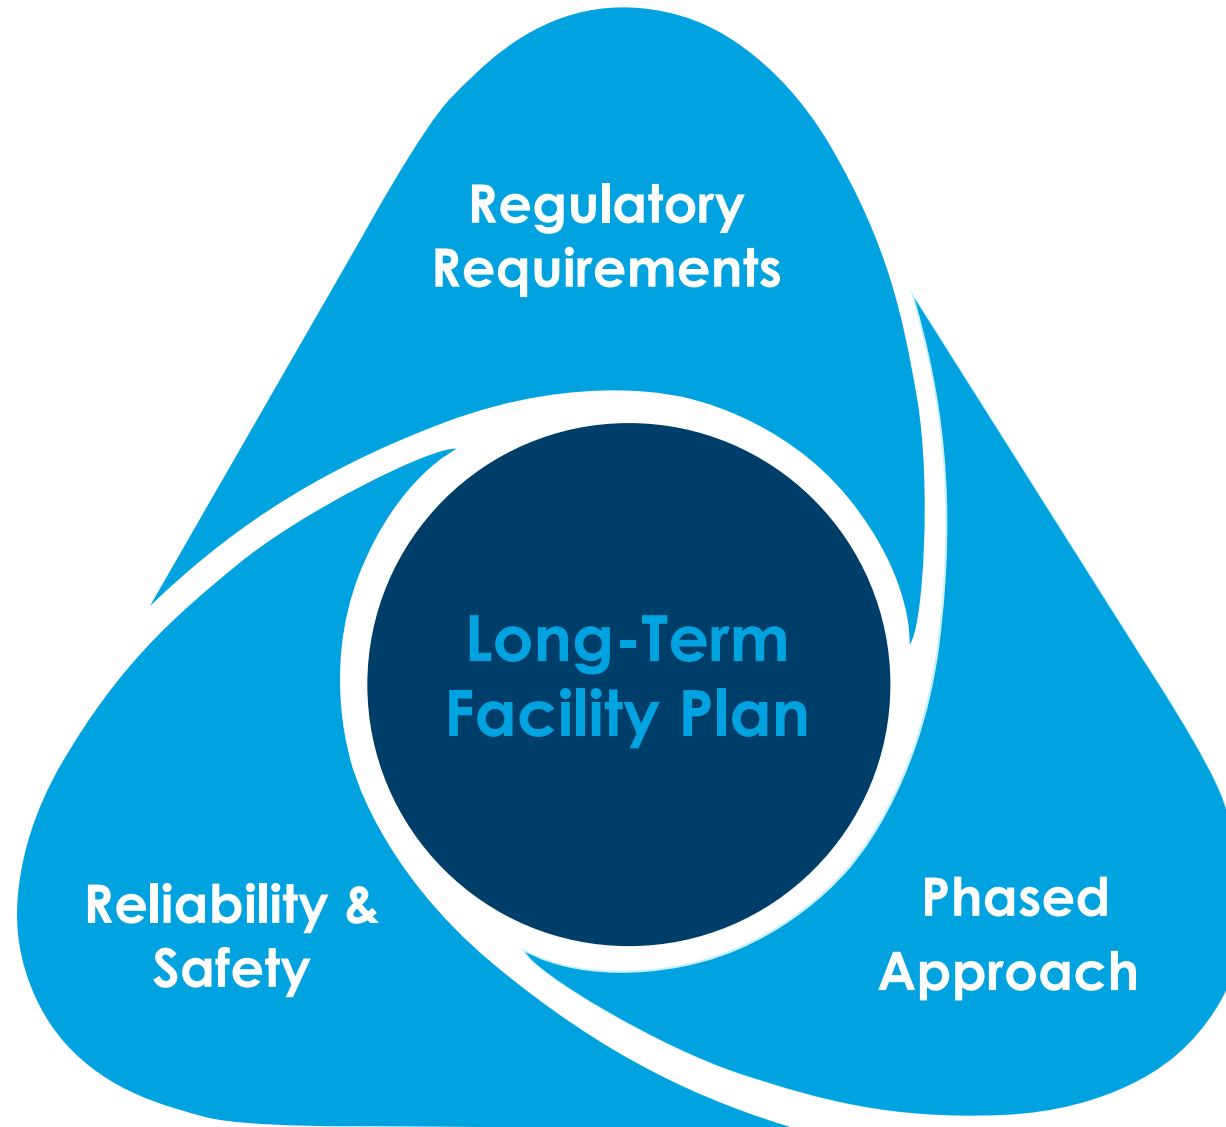 Regulatory
Requirements
Long-Term
Facility Plan
Reliability &
Safety
Phased
Approach